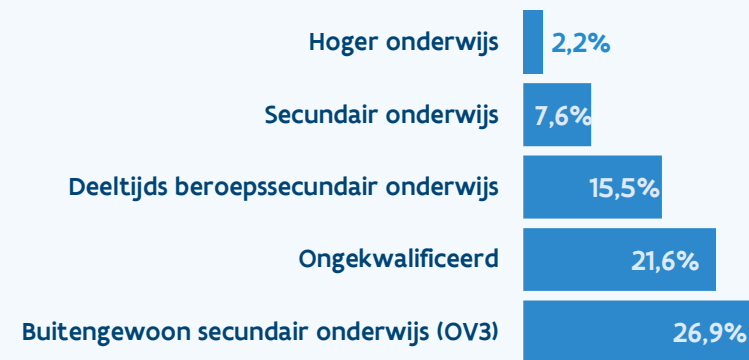 Hoger onderwijs 2,2%
Secundair onderwijs 7,6%
Deeltijds beroepssecundair onderwijs 15,5%
Ongekwalificeerd 21,6%
Buitengewoon secundair onderwijs (OV3) 26,9%